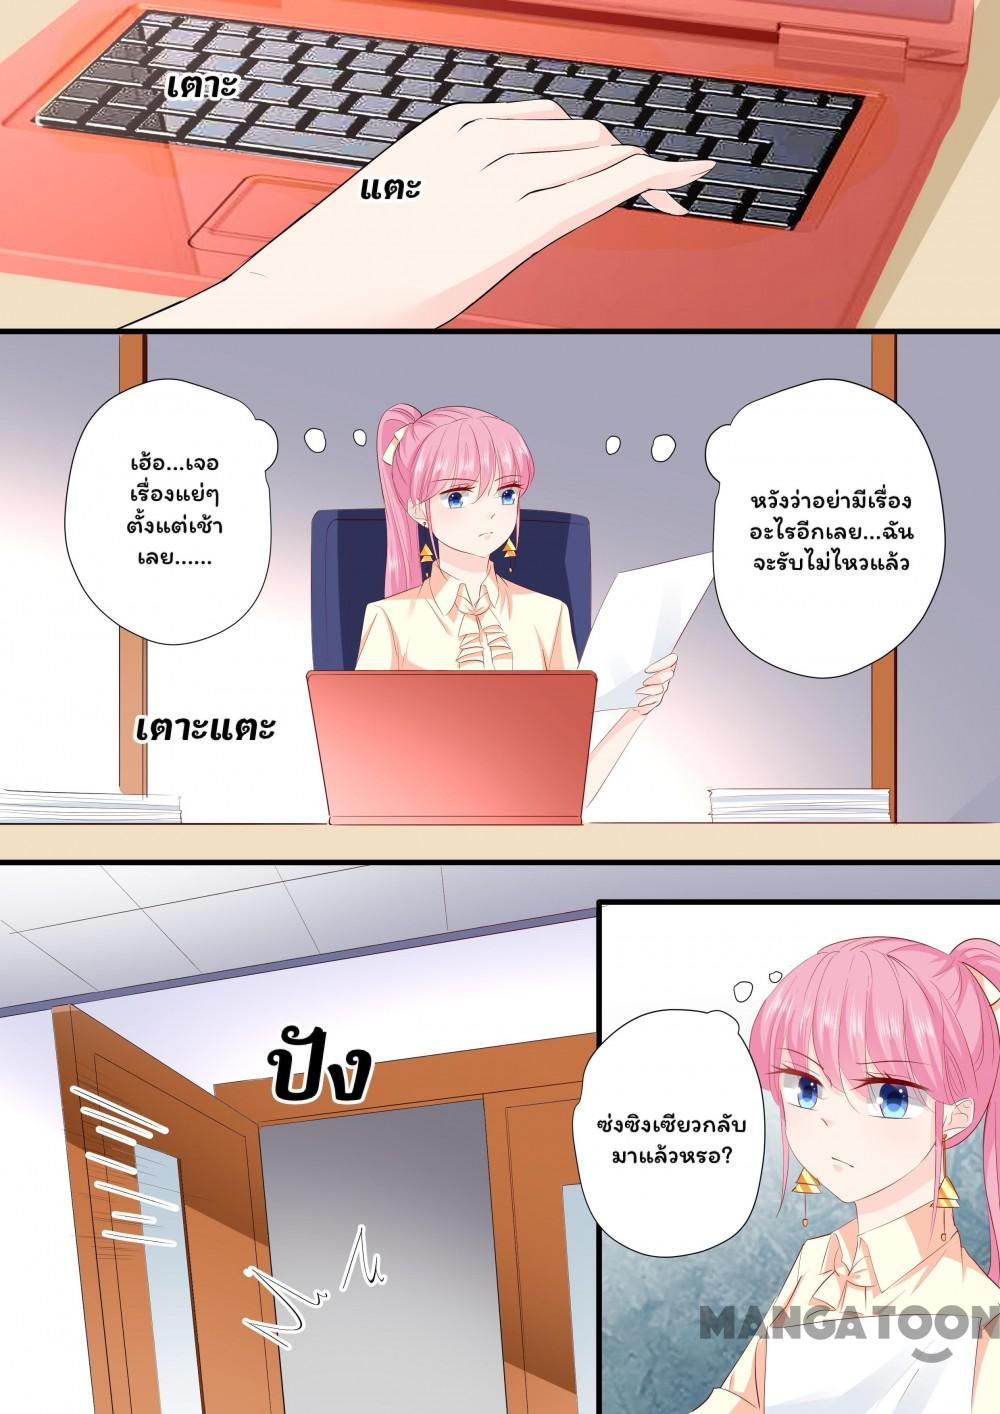 เตาะ
แตะ
เฮ้อ...เจอ
เรื่องแย่ๆ
ตั้งแต่เช้า
เลย......
หวังว่าอย่ามีเรื่อง
อะไรอีกเลย...ฉัน
จะรับไม่ไหวแล้ว
เตาะแตะ
ปัง
ซ่งซิงเซียวกลับ
มาแล้วหรอ?
MANGATOON